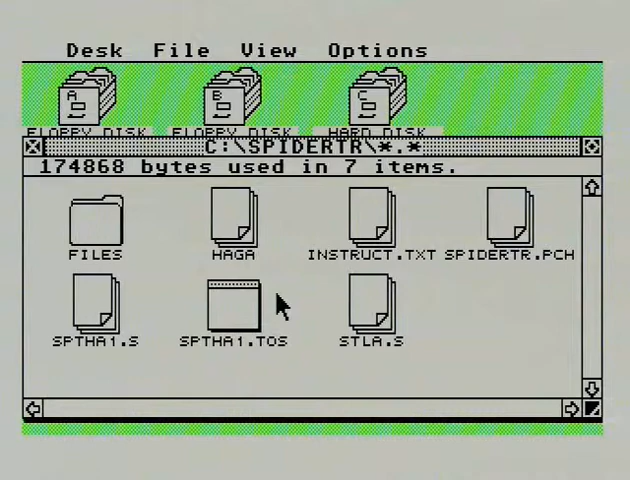 Desk File View Options
A B C
FLOPPY DISK FLOPPY DISK HARD DISK
C:\SPIDERTR\*.*
174868 bytes used in 7 items.
FILES HAGA INSTRUCT.TXT SPIDERTR.PCH
SPTHA1.S SPTHA1.TOS STLA.S